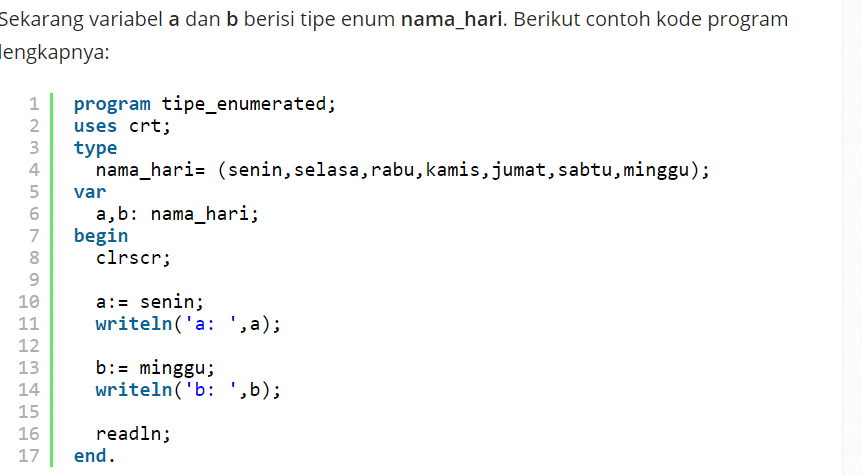 Sekarang variabel a dan b berisi tipe enum nama_hari. Berikut contoh kode program
lengkapnya:
1 program tipe_enumerated;
2 uses crt;
3 type
4 nama_hari= (senin,selasa,rabu,kamis,jumat,sabtu,minggu);
5 var
6 a,b: nama_hari;
7 begin
8 clrscr;
9
10 a:= senin;
11 writeln('a: ',a);
12
13 b:= minggu;
14 writeln('b: ',b);
15
16 readln;
17 end.